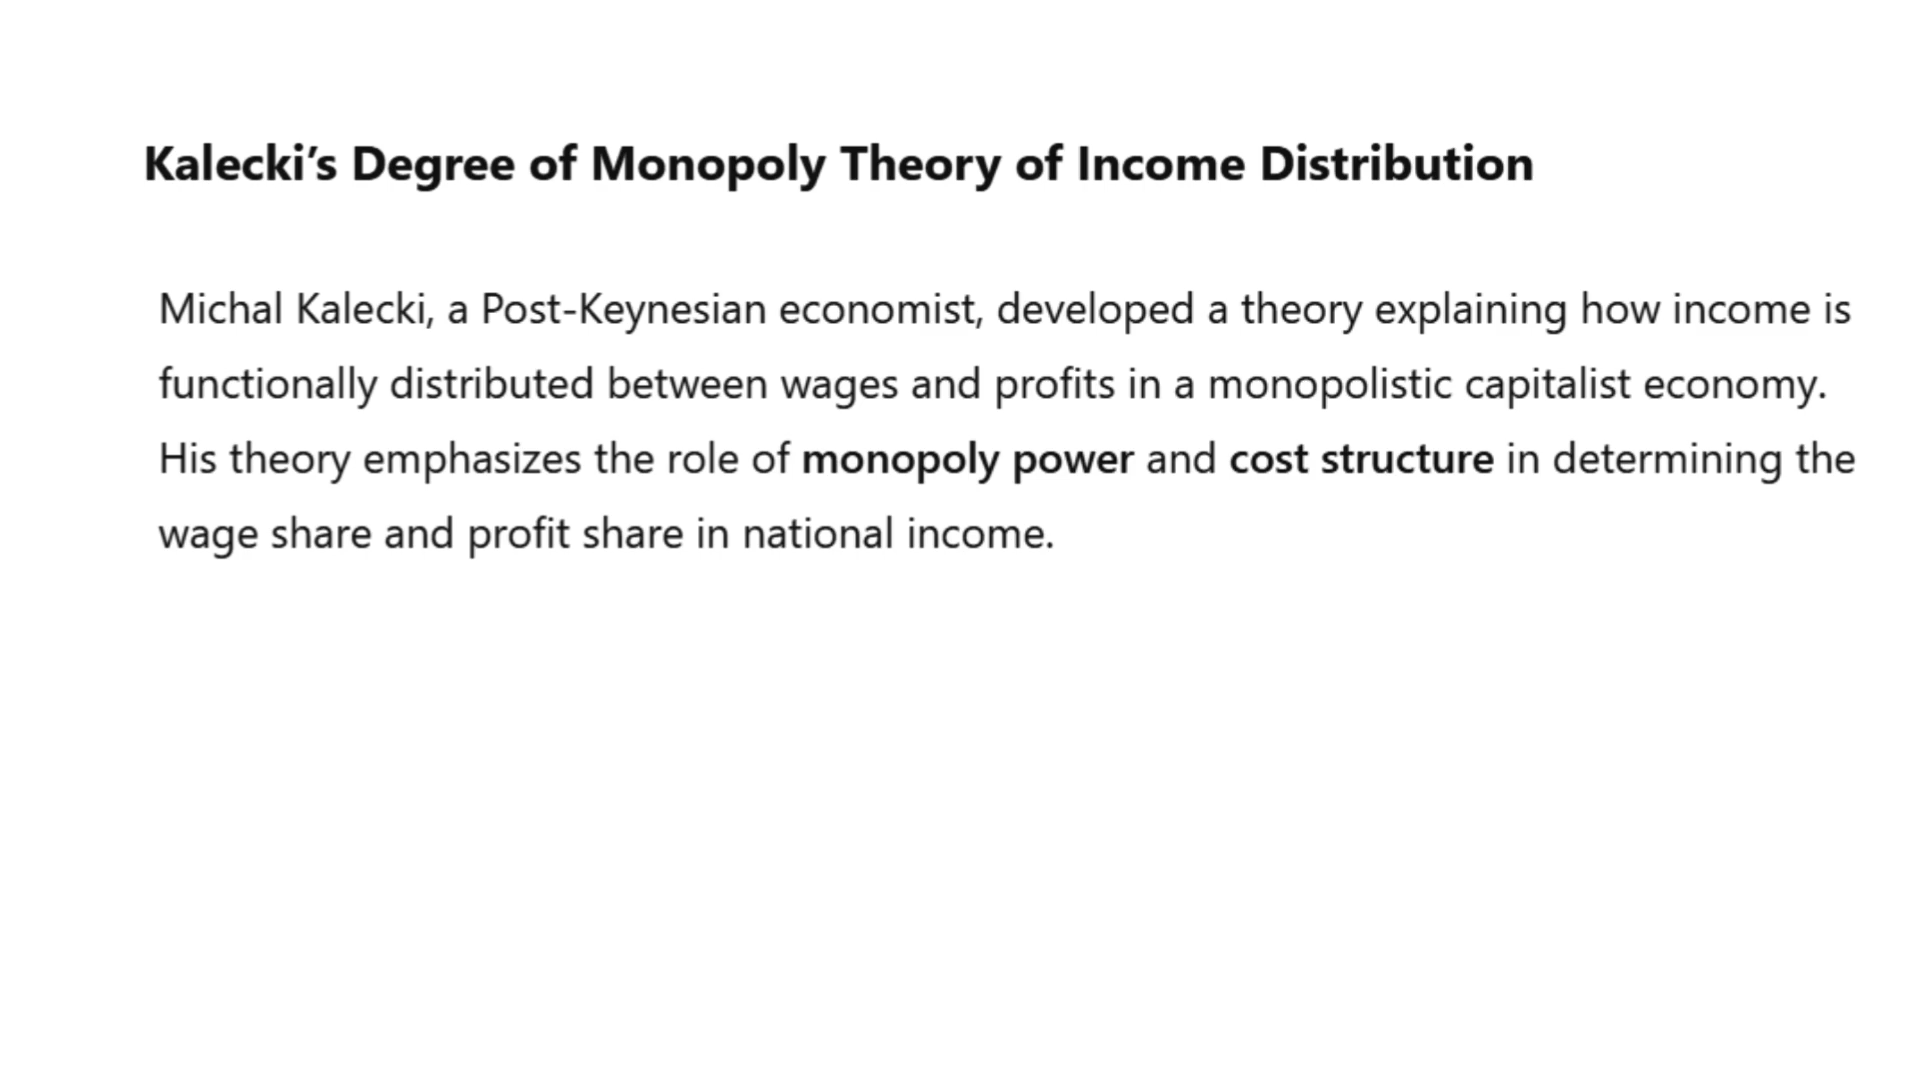 Kalecki’s Degree of Monopoly Theory of Income Distribution
Michal Kalecki, a Post-Keynesian economist, developed a theory explaining how income is
functionally distributed between wages and profits in a monopolistic capitalist economy.
His theory emphasizes the role of monopoly power and cost structure in determining the
wage share and profit share in national income.